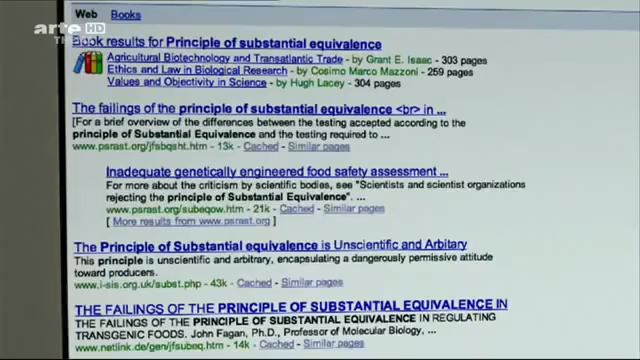 Web Books
arte HD
Book results for Principle of substantial equivalence
Agricultural Biotechnology and Transatlantic Trade - by Grant E. Isaac - 303 pages
Ethics and Law in Biological Research - by Cosimo Marco Mazzoni - 259 pages
Values and Objectivity in Science - by Hugh Lacey - 304 pages
The failings of the principle of substantial equivalence <br> in ...
[For a brief overview of the differences between the testing accepted according to the
principle of Substantial Equivalence and the testing required to ...
www.psrast.org/jfsbqsht.htm - 13k - Cached - Similar pages
Inadequate genetically engineered food safety assessment ...
For more about the criticism by scientific bodies, see "Scientists and scientist organizations
rejecting the principle of Substantial Equivalence". ...
www.psrast.org/subeqow.htm - 21k - Cached - Similar pages
[ More results from www.psrast.org ]
The Principle of Substantial equivalence is Unscientific and Arbitary
This principle is unscientific and arbitrary, encapsulating a dangerously permissive attitude
toward producers.
www.i-sis.org.uk/subst.php - 43k - Cached - Similar pages
THE FAILINGS OF THE PRINCIPLE OF SUBSTANTIAL EQUIVALENCE IN
THE FAILINGS OF THE PRINCIPLE OF SUBSTANTIAL EQUIVALENCE IN REGULATING
TRANSGENIC FOODS. John Fagan, Ph.D., Professor of Molecular Biology, ...
www.netlink.de/gen/jfsubeq.htm - 14k - Cached - Similar pages